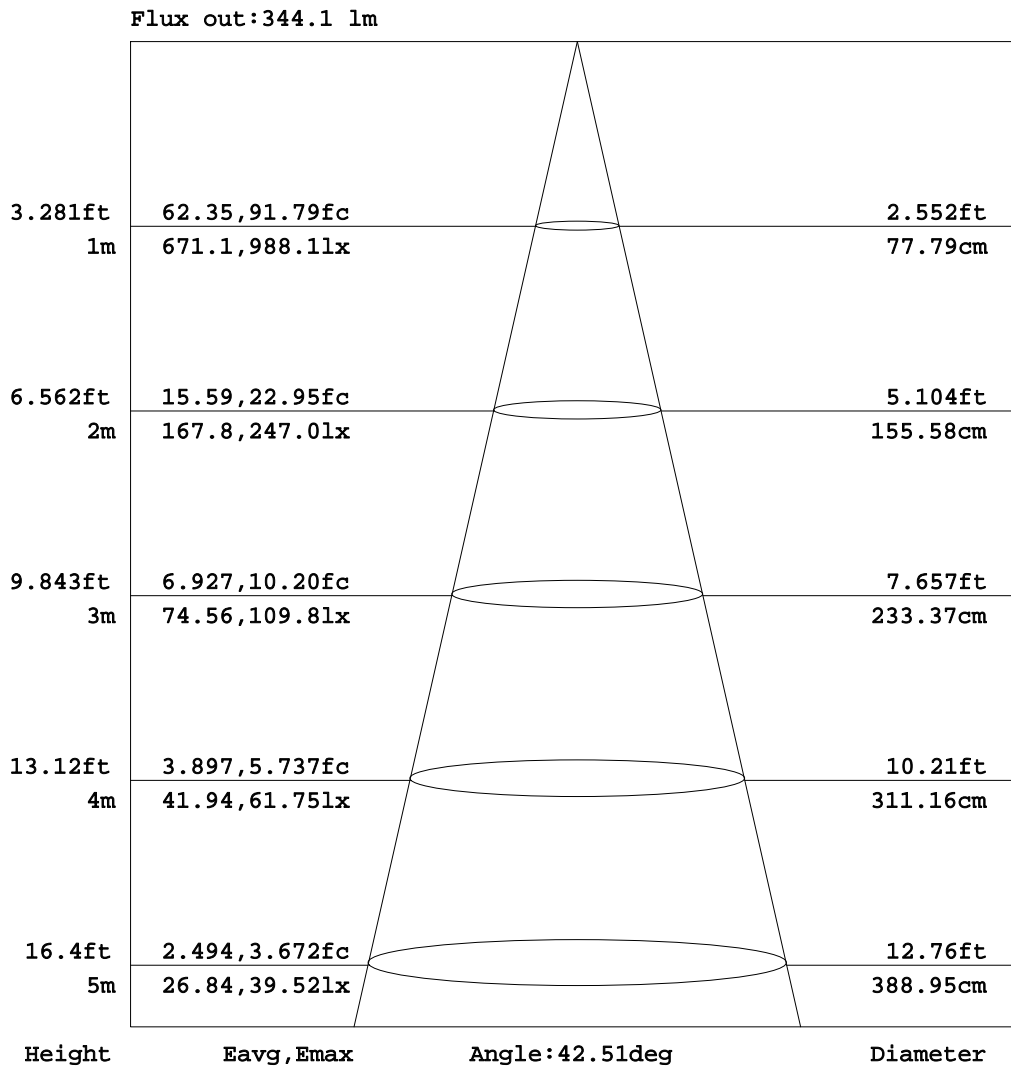 Flux out:344.1 lm
3.281ft 62.35,91.79fc 2.552ft
1m 671.1,988.1lx 77.79cm
6.562ft 15.59,22.95fc 5.104ft
2m 167.8,247.0lx 155.58cm
9.843ft 6.927,10.20fc 7.657ft
3m 74.56,109.8lx 233.37cm
13.12ft 3.897,5.737fc 10.21ft
4m 41.94,61.75lx 311.16cm
16.4ft 2.494,3.672fc 12.76ft
5m 26.84,39.52lx 388.95cm
Height Eavg,Emax Angle:42.51deg Diameter